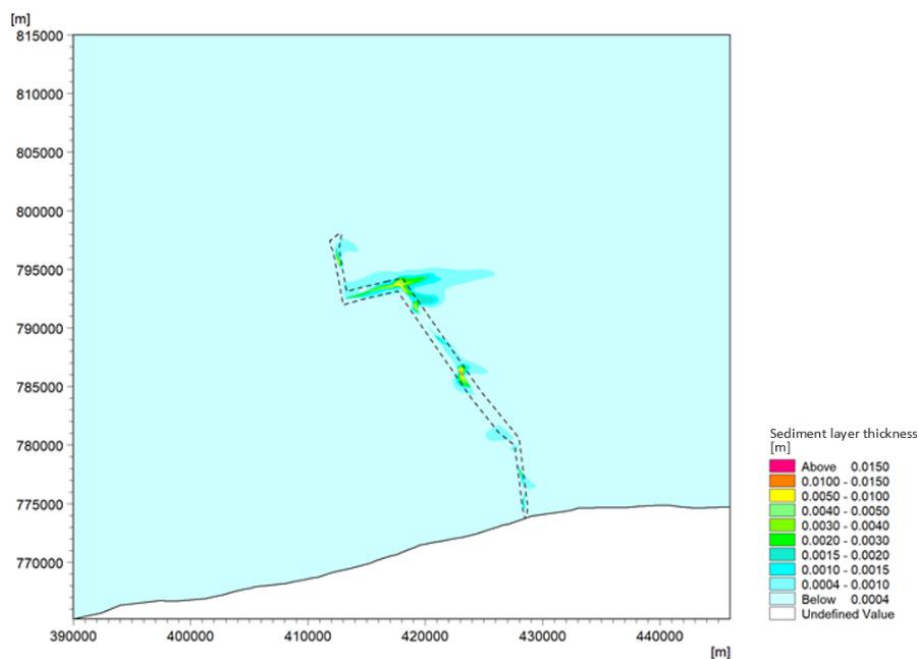 [m]
815000
810000
805000
800000
795000
790000
785000
780000
775000
770000
390000
400000
410000
420000
430000
440000
[m]
Sediment layer thickness
[m]
Above 0.0150
0.0100 - 0.0150
0.0050 - 0.0100
0.0040 - 0.0050
0.0030 - 0.0040
0.0020 - 0.0030
0.0015 - 0.0020
0.0010 - 0.0015
0.0004 - 0.0010
Below 0.0004
Undefined Value